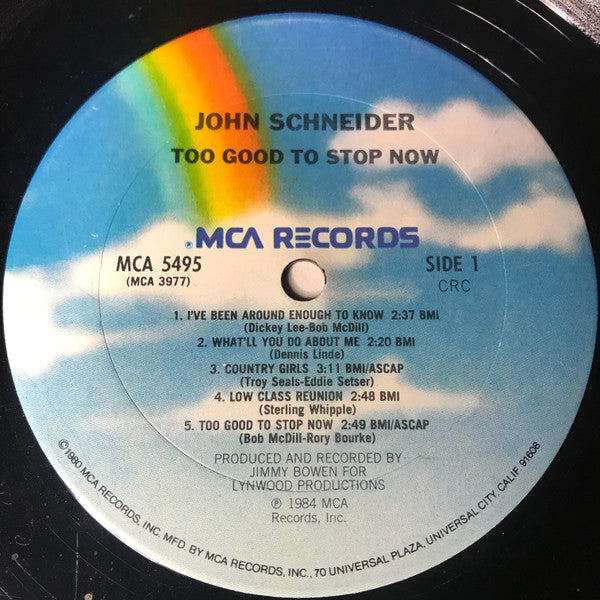 JOHN SCHNEIDER
TOO GOOD TO STOP NOW
® MCA RECORDS
MCA 5495
(MCA 3977)
SIDE 1
CRC
1. I'VE BEEN AROUND ENOUGH TO KNOW 2:37 BMI
(Dickey Lee-Bob McDill)
2. WHAT'LL YOU DO ABOUT ME 2:20 BMI
(Dennis Linde)
3. COUNTRY GIRLS 3:11 BMI/ASCAP
(Troy Seals-Eddie Setser)
4. LOW CLASS REUNION 2:48 BMI
(Sterling Whipple)
5. TOO GOOD TO STOP NOW 2:49 BMI/ASCAP
(Bob McDill-Rory Bourke)
PRODUCED AND RECORDED BY
JIMMY BOWEN FOR
LYNWOOD PRODUCTIONS
℗ 1984 MCA
Records, Inc.
©1980 MCA RECORDS, INC. MFD. BY MCA RECORDS, INC., 70 UNIVERSAL PLAZA, UNIVERSAL CITY, CALIF. 91608